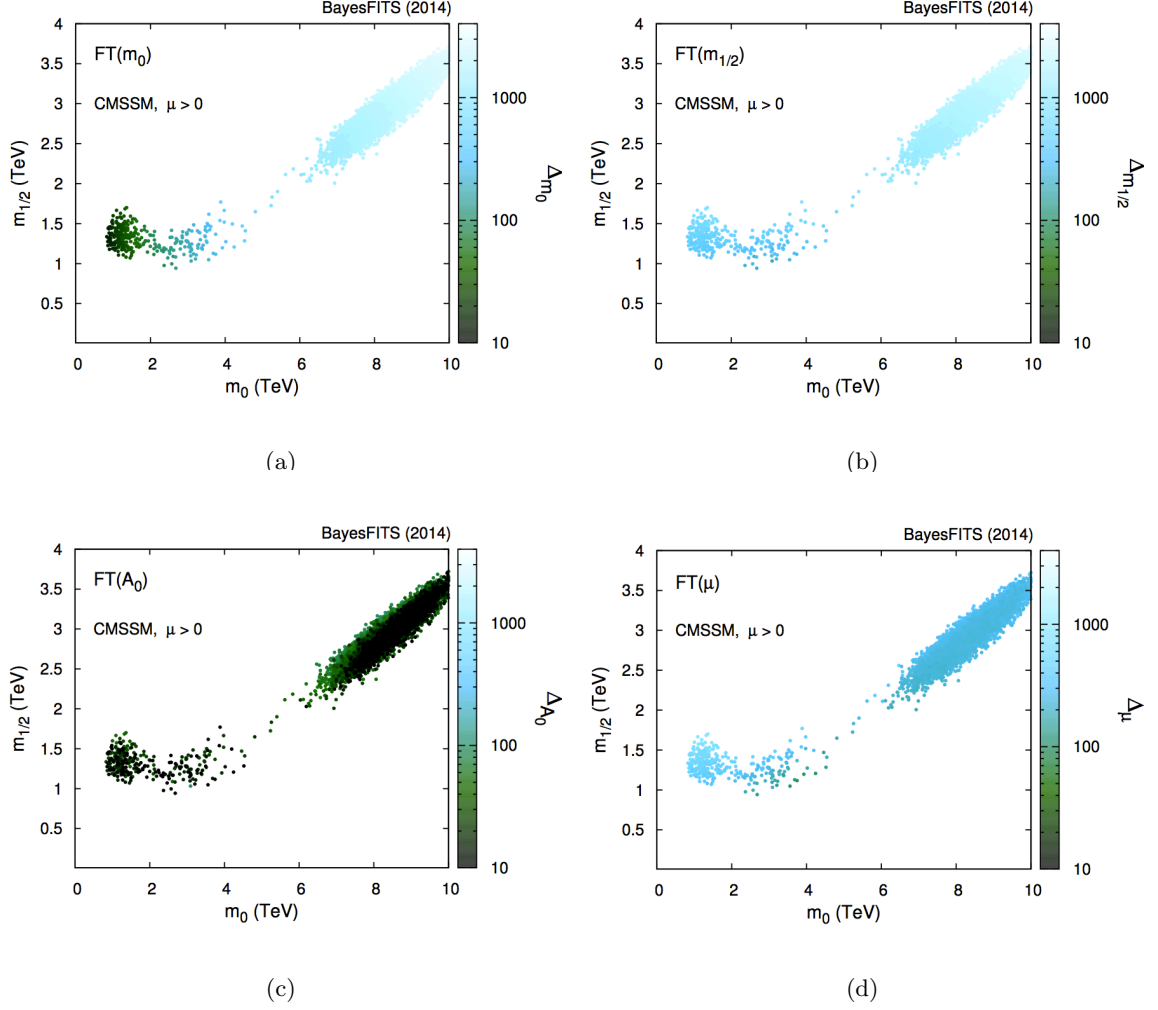 BayesFITS (2014)
FT(m0)
CMSSM, μ > 0
4
3.5
3
2.5
2
1.5
1
0.5
0 2 4 6 8 10
m0 (TeV)
m1/2 (TeV)
1000
100
10
Δm0
(a)
BayesFITS (2014)
FT(m1/2)
CMSSM, μ > 0
4
3.5
3
2.5
2
1.5
1
0.5
0 2 4 6 8 10
m0 (TeV)
m1/2 (TeV)
1000
100
10
Δm1/2
(b)
BayesFITS (2014)
FT(A0)
CMSSM, μ > 0
4
3.5
3
2.5
2
1.5
1
0.5
0 2 4 6 8 10
m0 (TeV)
m1/2 (TeV)
1000
100
10
ΔA0
(c)
BayesFITS (2014)
FT(μ)
CMSSM, μ > 0
4
3.5
3
2.5
2
1.5
1
0.5
0 2 4 6 8 10
m0 (TeV)
m1/2 (TeV)
1000
100
10
Δμ
(d)